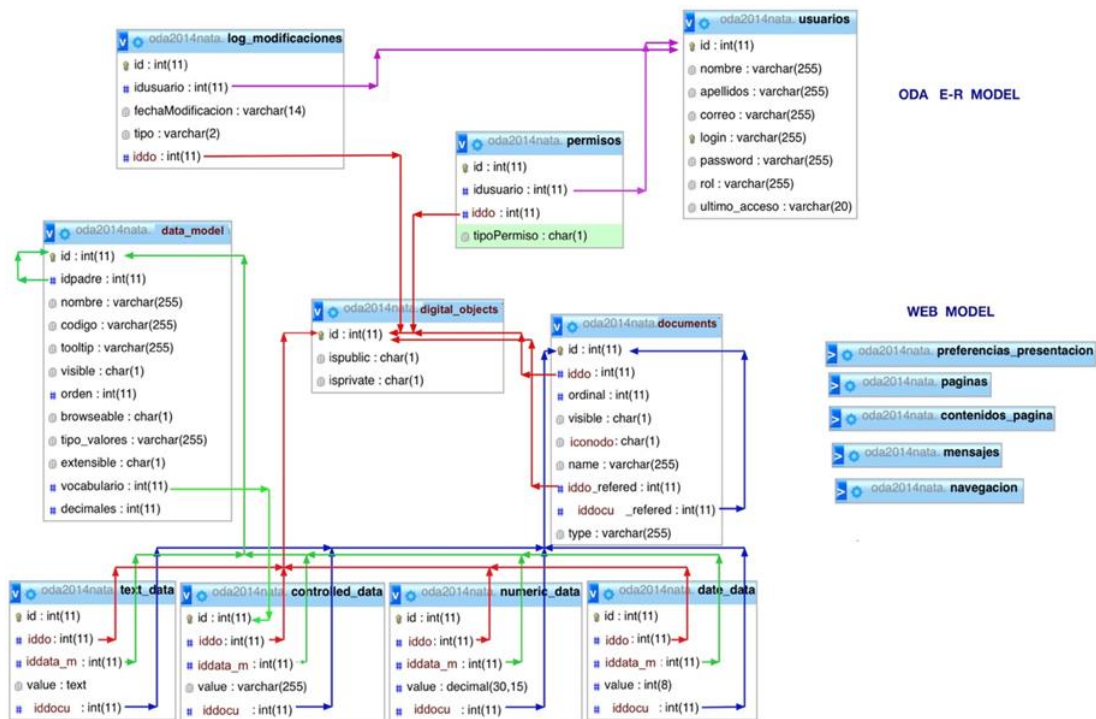 oda2014nata. log_modificaciones
id : int(11)
idusuario : int(11)
fechaModificacion : varchar(14)
tipo : varchar(2)
iddo : int(11)
oda2014nata. usuarios
id : int(11)
nombre : varchar(255)
apellidos : varchar(255)
correo : varchar(255)
login : varchar(255)
password : varchar(255)
rol : varchar(255)
ultimo_acceso : varchar(20)
ODA E-R MODEL
oda2014nata. permisos
id : int(11)
idusuario : int(11)
iddo : int(11)
tipoPermiso : char(1)
oda2014nata. data_model
id : int(11)
idpadre : int(11)
nombre : varchar(255)
codigo : varchar(255)
tooltip : varchar(255)
visible : char(1)
orden : int(11)
browseable : char(1)
tipo_valores : varchar(255)
extensible : char(1)
vocabulario : int(11)
decimales : int(11)
oda2014nata. digital_objects
id : int(11)
ispublic : char(1)
isprivate : char(1)
oda2014nata. documents
id : int(11)
iddo : int(11)
ordinal : int(11)
visible : char(1)
iconodo: char(1)
name : varchar(255)
iddo_refered : int(11)
iddocu _refered : int(11)
type : varchar(255)
WEB MODEL
oda2014nata. preferencias_presentacion
oda2014nata. paginas
oda2014nata. contenidos_pagina
oda2014nata. mensajes
oda2014nata. navegacion
oda2014nata. text_data
id : int(11)
iddo: int(11)
iddata_m : int(11)
value : text
iddocu : int(11)
oda2014nata. controlled_data
id : int(11)
iddo : int(11)
iddata_m : int(11)
value : varchar(255)
iddocu : int(11)
oda2014nata. numeric_data
id : int(11)
iddo : int(11)
iddata_m : int(11)
value : decimal(30,15)
iddocu : int(11)
oda2014nata. date_data
id : int(11)
iddo : int(11)
iddata_m : int(11)
value : int(8)
iddocu : int(11)